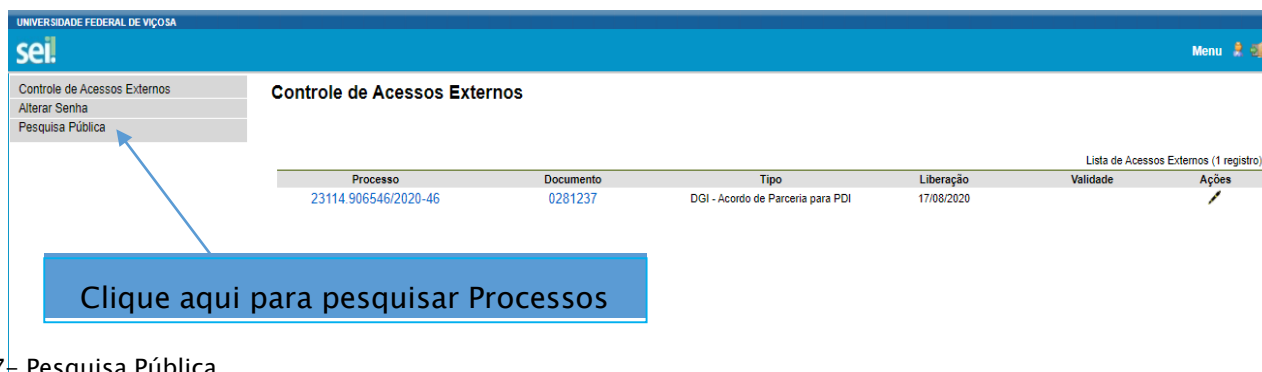 UNIVERSIDADE FEDERAL DE VIÇOSA
sei!
Menu
Controle de Acessos Externos
Alterar Senha
Pesquisa Pública
Controle de Acessos Externos
Lista de Acessos Externos (1 registro)
Processo Documento Tipo Liberação Validade Ações
23114.906546/2020-46 0281237 DGI - Acordo de Parceria para PDI 17/08/2020
Clique aqui para pesquisar Processos
7- Pesquisa Pública